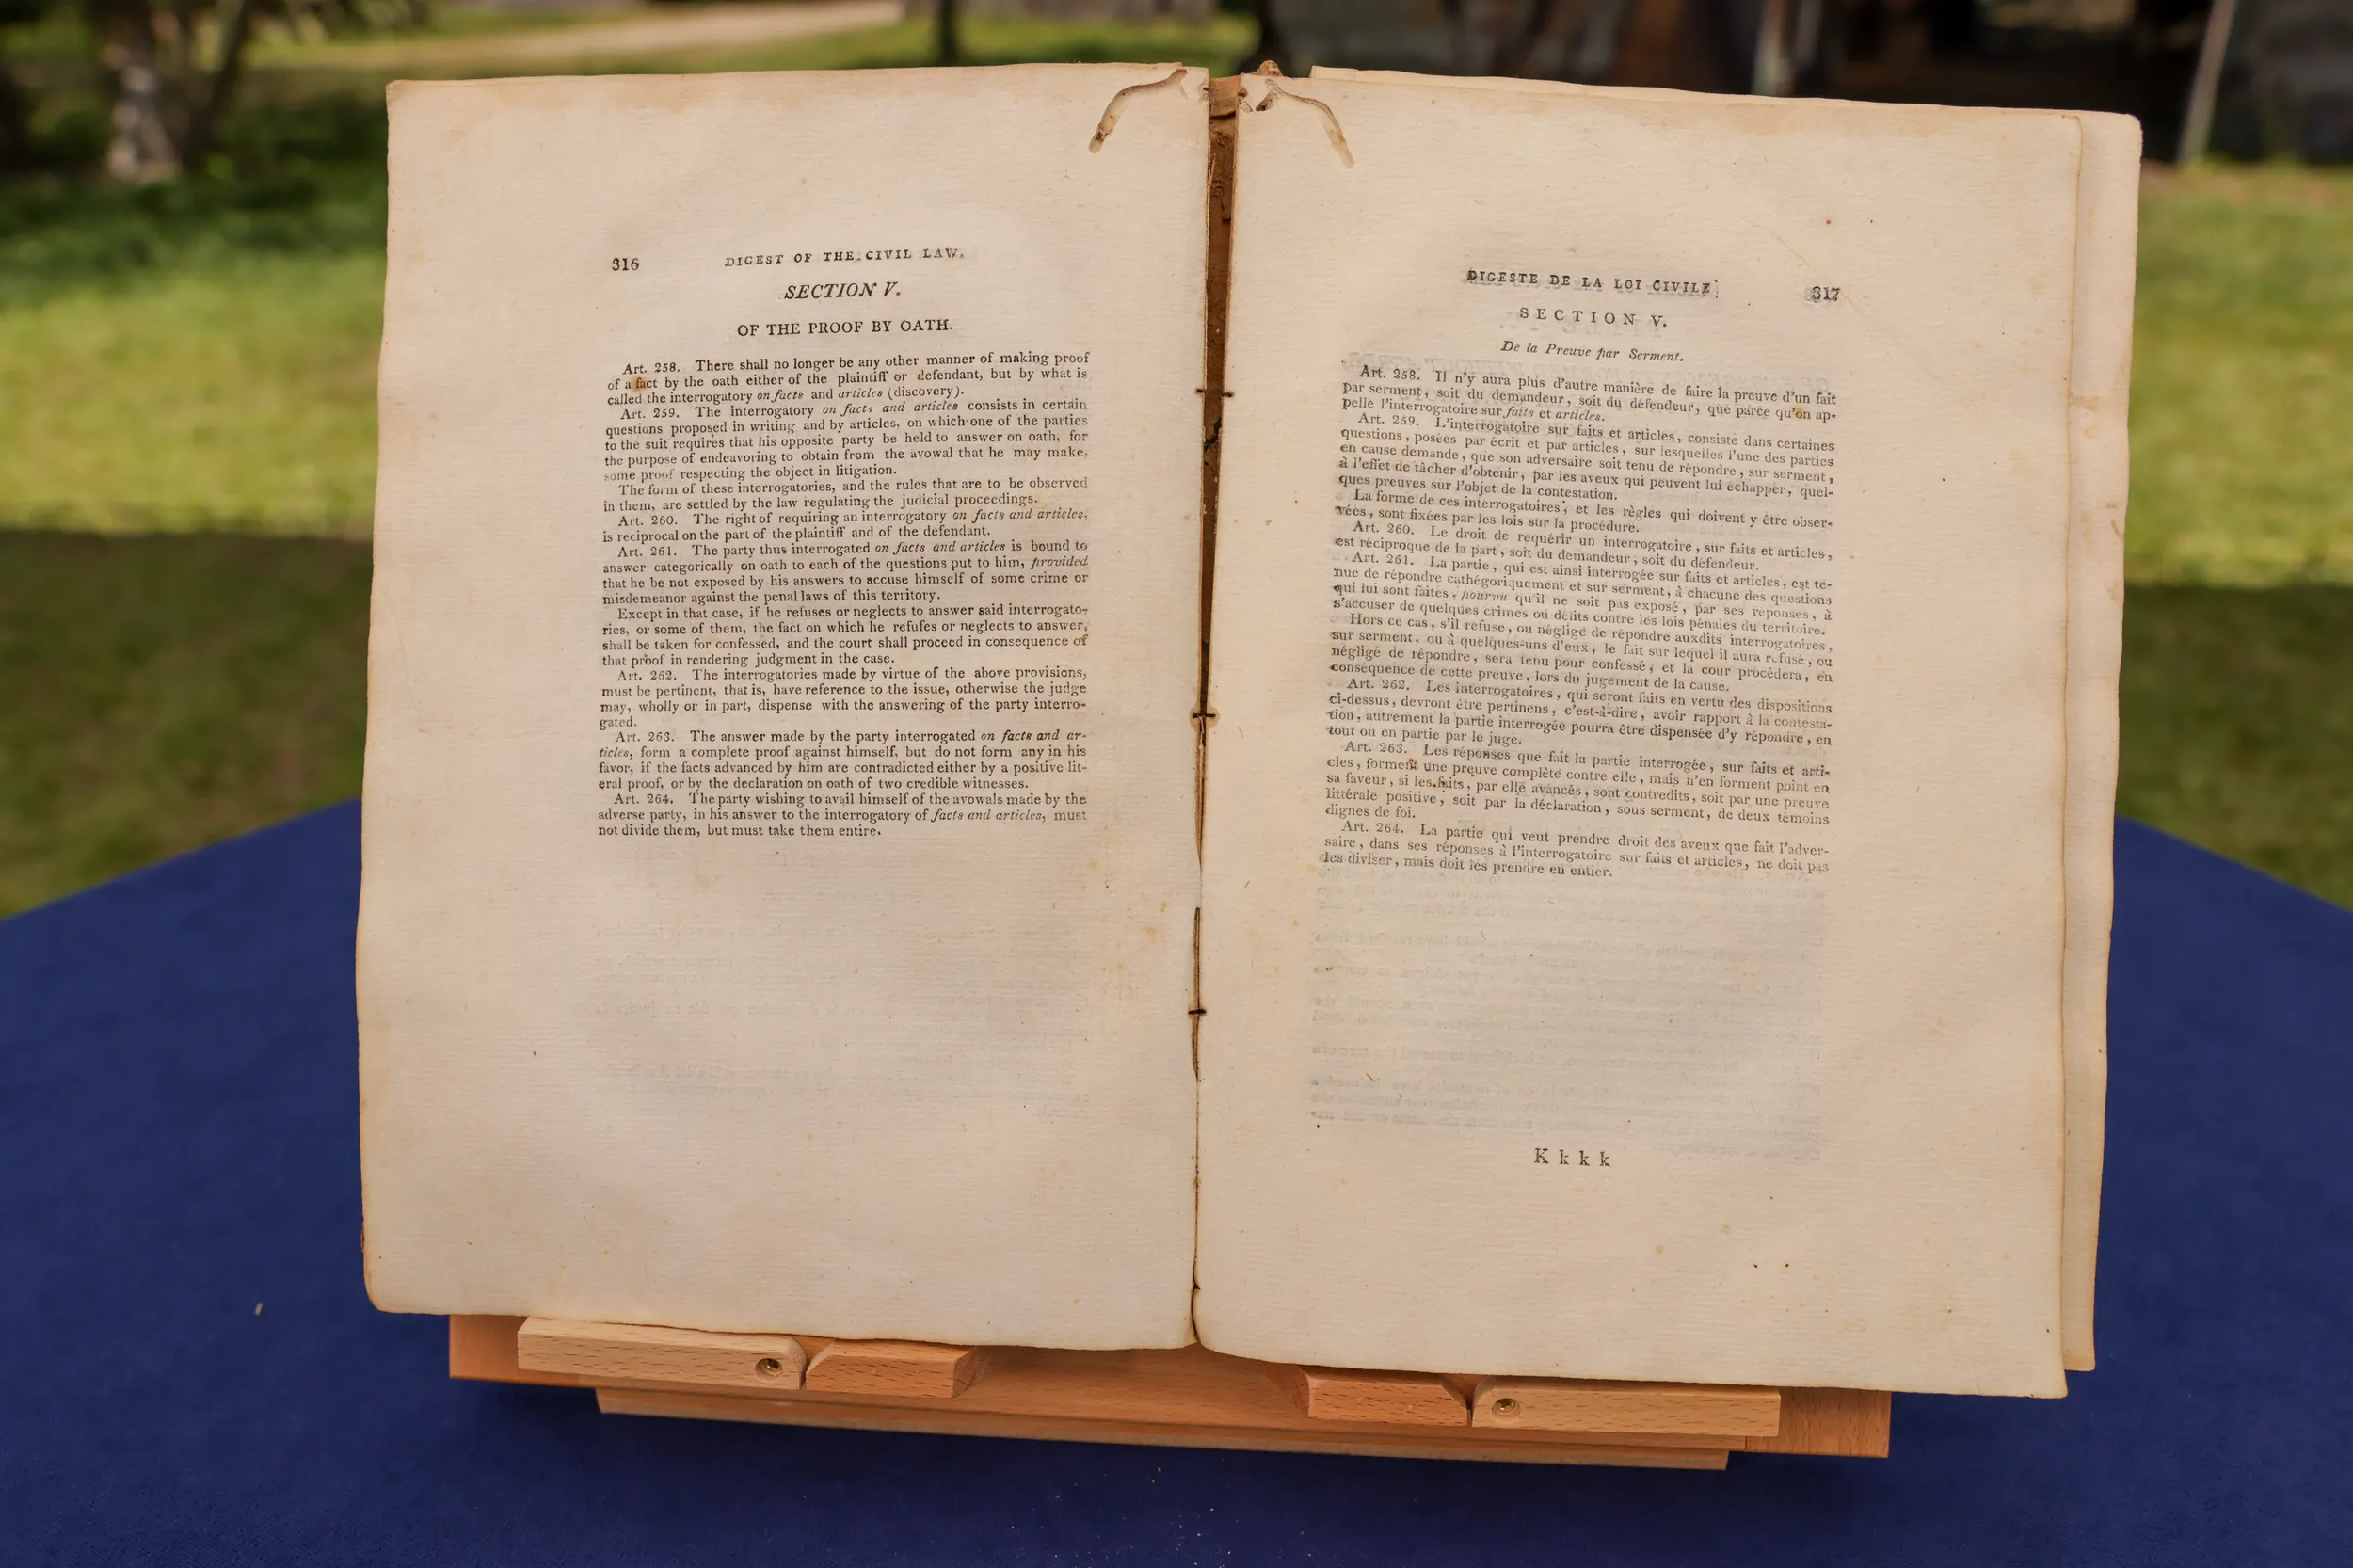 316
DIGEST OF THE CIVIL LAW.
SECTION V.
OF THE PROOF BY OATH.
Art. 258. There shall no longer be any other manner of making proof
of a fact by the oath either of the plaintiff or defendant, but by what is
called the interrogatory on facts and articles (discovery).
Art. 259. The interrogatory on facts and articles consists in certain
questions proposed in writing and by articles, on which one of the parties
to the suit requires that his opposite party be held to answer on oath, for
the purpose of endeavoring to obtain from the avowal that he may make,
some proof respecting the object in litigation.
The form of these interrogatories, and the rules that are to be observed
in them, are settled by the law regulating the judicial proceedings.
Art. 260. The right of requiring an interrogatory on facts and articles,
is reciprocal on the part of the plaintiff and of the defendant.
Art. 261. The party thus interrogated on facts and articles is bound to
answer categorically on oath to each of the questions put to him, provided
that he be not exposed by his answers to accuse himself of some crime or
misdemeanor against the penal laws of this territory.
Except in that case, if he refuses or neglects to answer said interrogato-
ries, or some of them, the fact on which he refuses or neglects to answer,
shall be taken for confessed, and the court shall proceed in consequence of
that proof in rendering judgment in the case.
Art. 262. The interrogatories made by virtue of the above provisions,
must be pertinent, that is, have reference to the issue, otherwise the judge
may, wholly or in part, dispense with the answering of the party interro-
gated.
Art. 263. The answer made by the party interrogated on facts and ar-
ticles, form a complete proof against himself, but do not form any in his
favor, if the facts advanced by him are contradicted either by a positive lit-
eral proof, or by the declaration on oath of two credible witnesses.
Art. 264. The party wishing to avail himself of the avowals made by the
adverse party, in his answer to the interrogatory of facts and articles, must
not divide them, but must take them entire.
DIGESTE DE LA LOI CIVILE
317
SECTION V.
De la Preuve par Serment.
Art. 258. Il n'y aura plus d'autre manière de faire la preuve d'un fait
par serment, soit du demandeur, soit du défendeur, que parce qu'on ap-
pelle l'interrogatoire sur faits et articles.
Art. 259. L'interrogatoire sur faits et articles, consiste dans certaines
questions, posées par écrit et par articles, sur lesquelles l'une des parties
en cause demande, que son adversaire soit tenu de répondre, sur serment,
à l'effet de tâcher d'obtenir, par les aveux qui peuvent lui échapper, quel-
ques preuves sur l'objet de la contestation.
La forme de ces interrogatoires, et les règles qui doivent y être obser-
vées, sont fixées par les lois sur la procédure.
Art. 260. Le droit de requérir un interrogatoire, sur faits et articles,
est réciproque de la part, soit du demandeur, soit du défendeur.
Art. 261. La partie, qui est ainsi interrogée sur faits et articles, est te-
nue de répondre cathégoriquement et sur serment, à chacune des questions
qui lui sont faites, pourvu qu'il ne soit pas exposé, par ses réponses, à
s'accuser de quelques crimes ou délits contre les lois pénales du territoire.
Hors ce cas, s'il refuse, ou néglige de répondre auxdits interrogatoires,
sur serment, ou à quelques-uns d'eux, le fait sur lequel il aura refusé, ou
négligé de répondre, sera tenu pour confessé, et la cour procédera, en
conséquence de cette preuve, lors du jugement de la cause.
Art. 262. Les interrogatoires, qui seront faits en vertu des dispositions
ci-dessus, devront être pertinens, c'est-à-dire, avoir rapport à la contesta-
tion, autrement la partie interrogée pourra être dispensée d'y répondre, en
tout ou en partie par le juge.
Art. 263. Les réponses que fait la partie interrogée, sur faits et arti-
cles, forment une preuve complète contre elle, mais n'en forment point en
sa faveur, si les faits, par elle avancés, sont contredits, soit par une preuve
littérale positive, soit par la déclaration, sous serment, de deux témoins
dignes de foi.
Art. 264. La partie qui veut prendre droit des aveux que fait l'adver-
saire, dans ses réponses à l'interrogatoire sur faits et articles, ne doit pas
les diviser, mais doit les prendre en entier.
K k k k